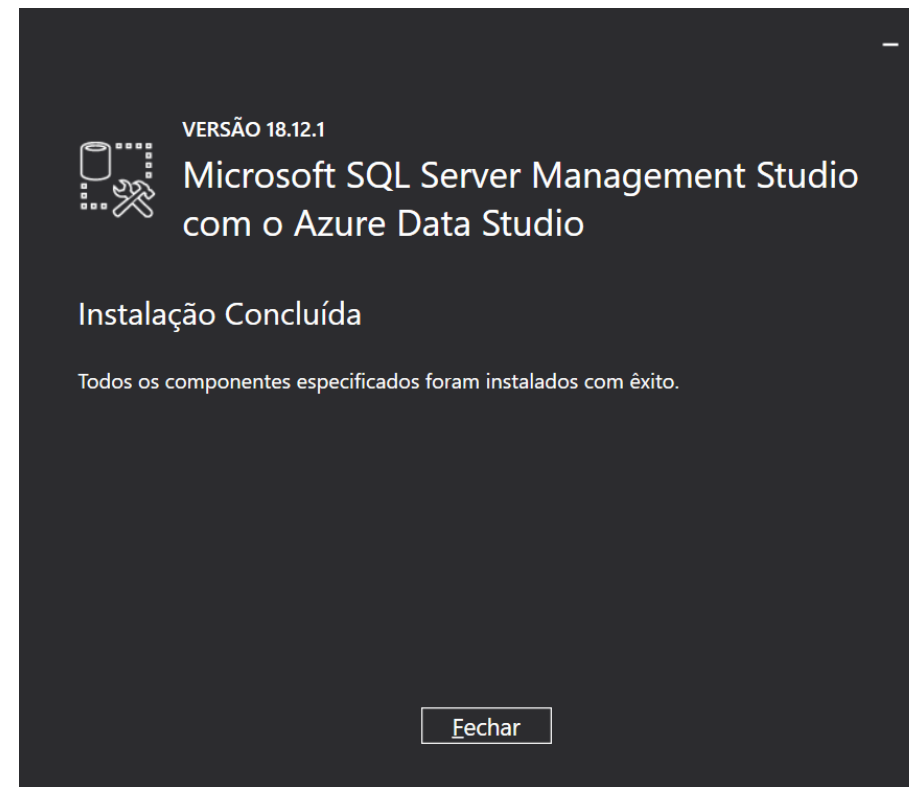 VERSÃO 18.12.1
Microsoft SQL Server Management Studio
com o Azure Data Studio
Instalação Concluída
Todos os componentes especificados foram instalados com êxito.
Fechar